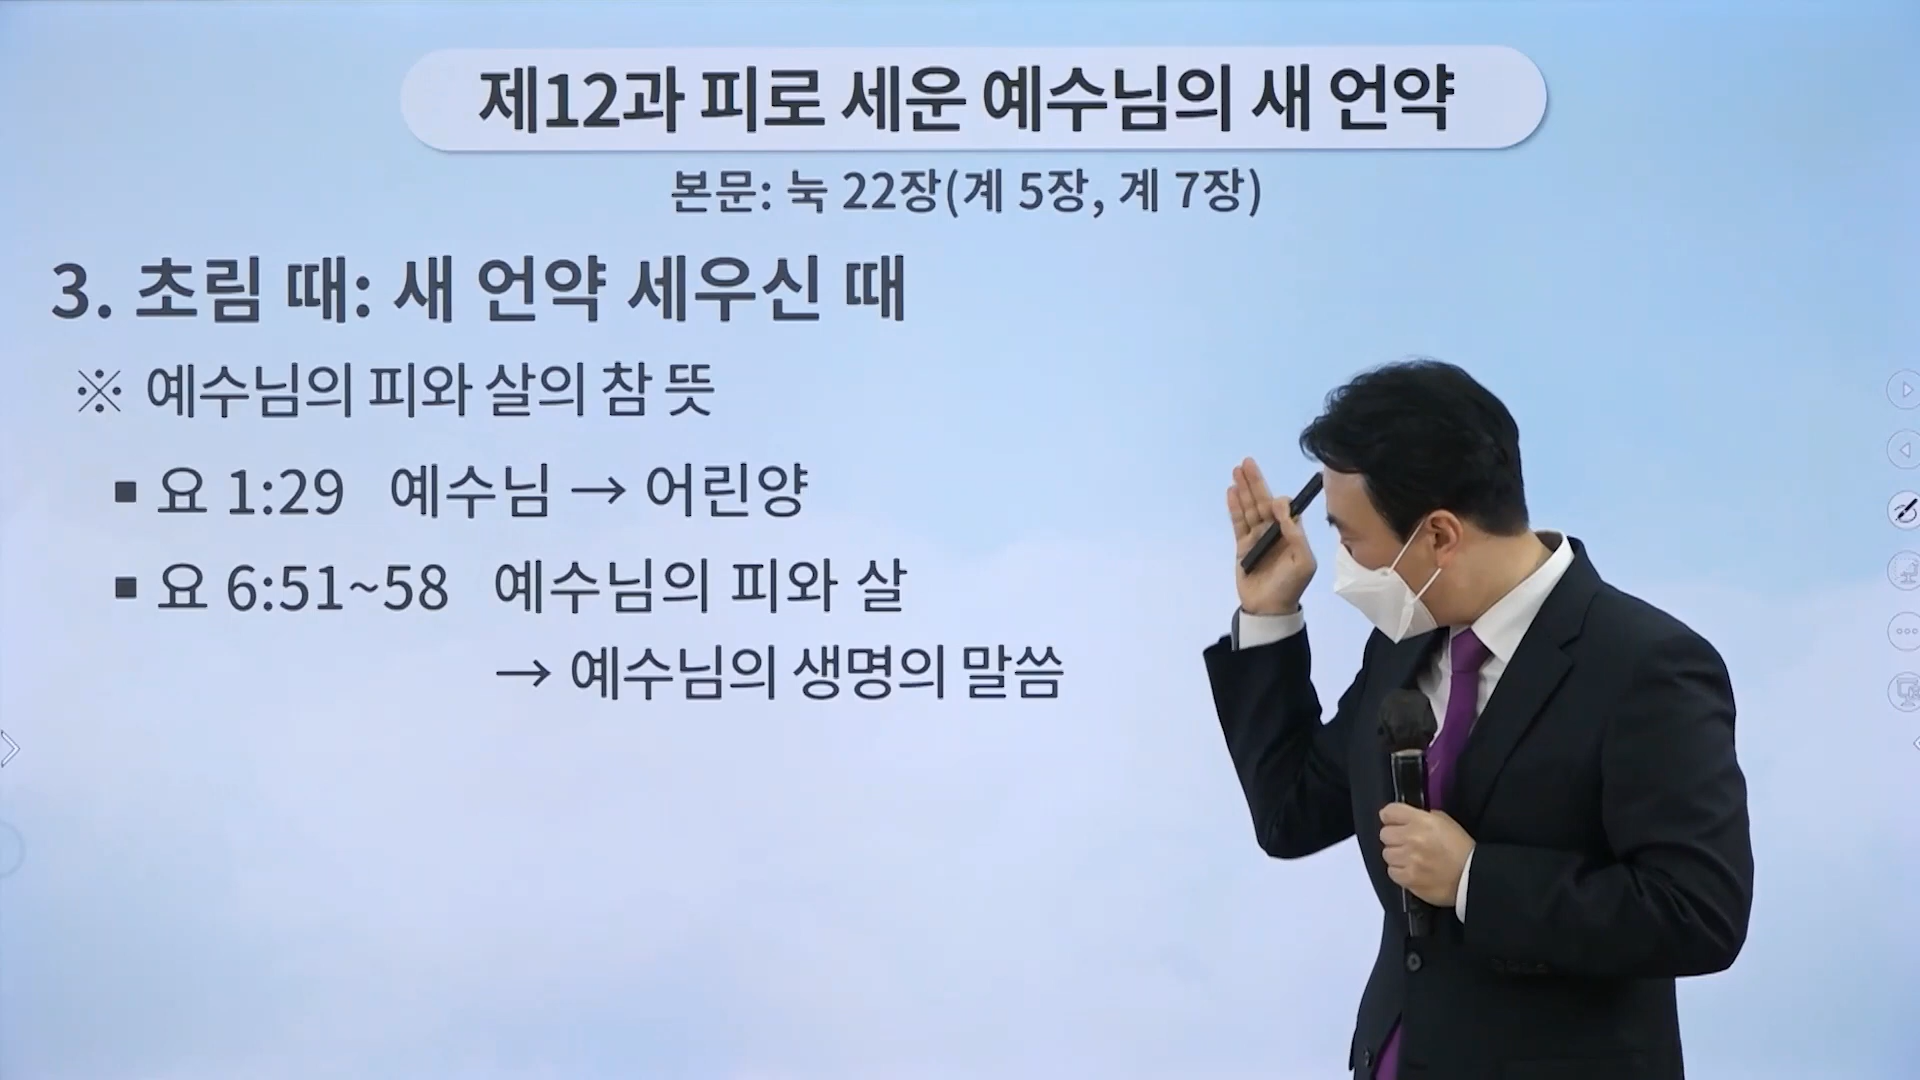 제12과 피로 세운 예수님의 새 언약
본문: 눅 22장(계 5장, 계 7장)
3. 초림 때: 새 언약 세우신 때
※ 예수님의 피와 살의 참 뜻
▪ 요 1:29 예수님 → 어린양
▪ 요 6:51~58 예수님의 피와 살
→ 예수님의 생명의 말씀